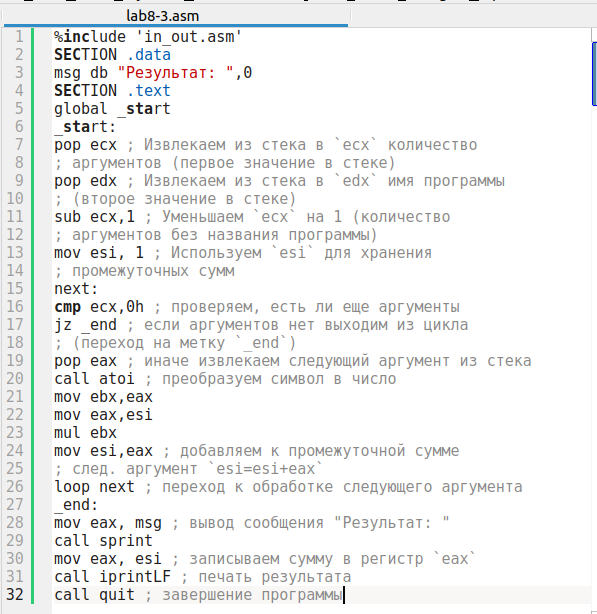 lab8-3.asm
1 %include 'in_out.asm'
2 SECTION .data
3 msg db "Результат: ",0
4 SECTION .text
5 global _start
6 _start:
7 pop ecx ; Извлекаем из стека в `ecx` количество
8 ; аргументов (первое значение в стеке)
9 pop edx ; Извлекаем из стека в `edx` имя программы
10 ; (второе значение в стеке)
11 sub ecx,1 ; Уменьшаем `ecx` на 1 (количество
12 ; аргументов без названия программы)
13 mov esi, 1 ; Используем `esi` для хранения
14 ; промежуточных сумм
15 next:
16 cmp ecx,0h ; проверяем, есть ли еще аргументы
17 jz _end ; если аргументов нет выходим из цикла
18 ; (переход на метку `_end`)
19 pop eax ; иначе извлекаем следующий аргумент из стека
20 call atoi ; преобразуем символ в число
21 mov ebx,eax
22 mov eax,esi
23 mul ebx
24 mov esi,eax ; добавляем к промежуточной сумме
25 ; след. аргумент `esi=esi+eax`
26 loop next ; переход к обработке следующего аргумента
27 _end:
28 mov eax, msg ; вывод сообщения "Результат: "
29 call sprint
30 mov eax, esi ; записываем сумму в регистр `eax`
31 call iprintLF ; печать результата
32 call quit ; завершение программы